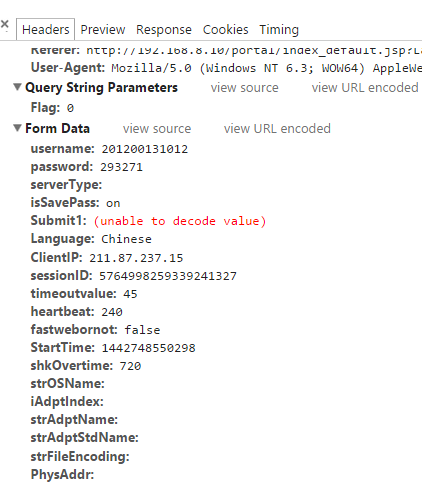 × Headers Preview Response Cookies Timing
Referer: http://192.168.8.10/portal/index_default.jsp?La
User-Agent: Mozilla/5.0 (Windows NT 6.3; WOW64) AppleWe
▼ Query String Parameters view source view URL encoded
Flag: 0
▼ Form Data view source view URL encoded
username: 201200131012
password: 293271
serverType:
isSavePass: on
Submit1: (unable to decode value)
Language: Chinese
ClientIP: 211.87.237.15
sessionID: 5764998259339241327
timeoutvalue: 45
heartbeat: 240
fastwebornot: false
StartTime: 1442748550298
shkOvertime: 720
strOSName:
iAdptIndex:
strAdptName:
strAdptStdName:
strFileEncoding:
PhysAddr: